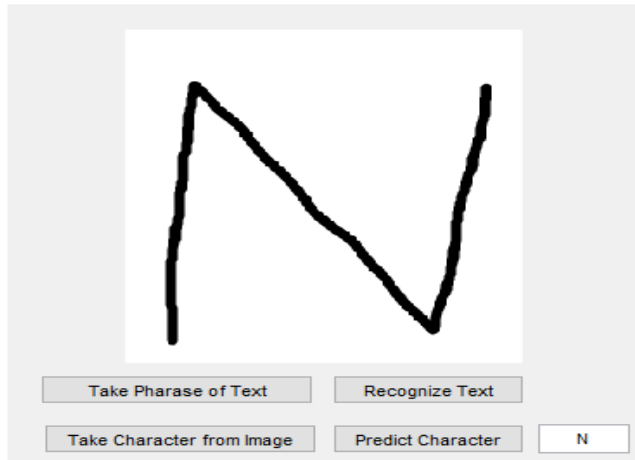 N
Take Pharase of Text Recognize Text
Take Character from Image Predict Character N